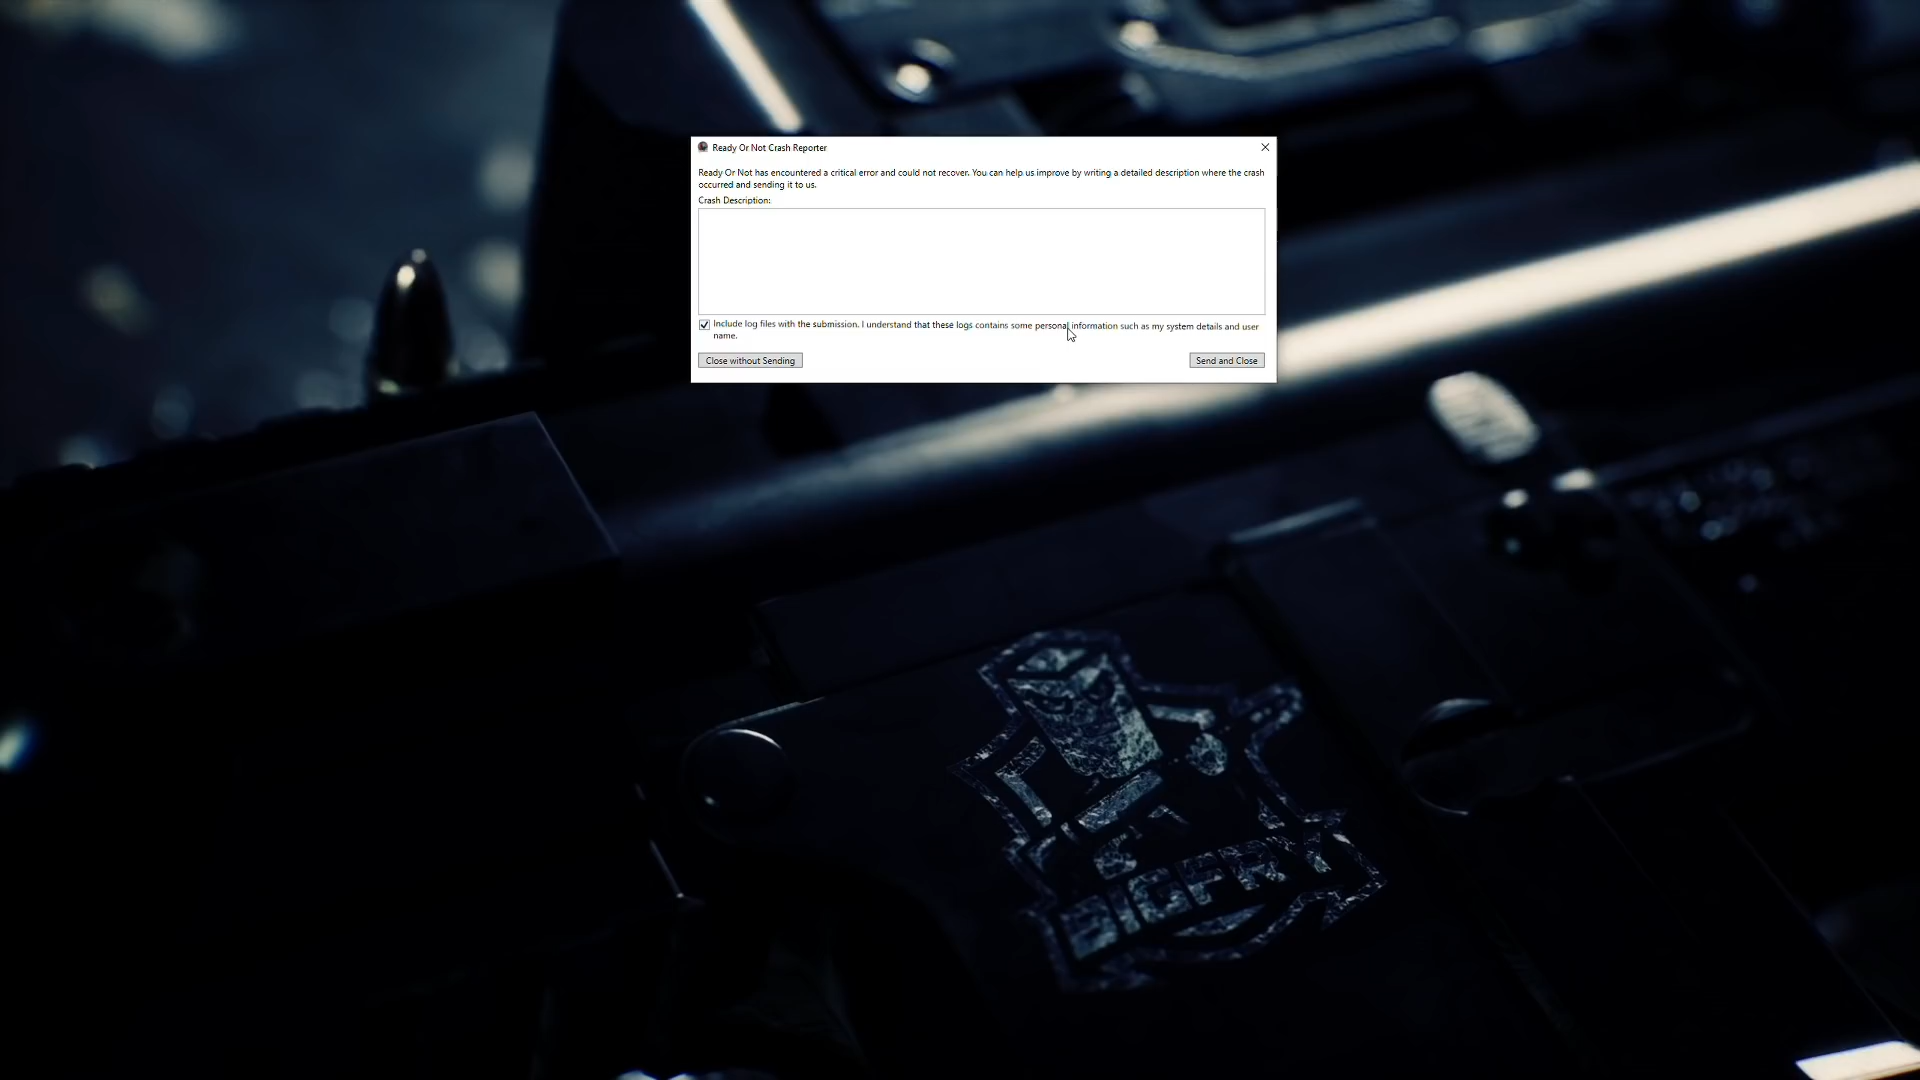 Ready Or Not Crash Reporter
Ready Or Not has encountered a critical error and could not recover. You can help us improve by writing a detailed description where the crash
occurred and sending it to us.
Crash Description:
Include log files with the submission. I understand that these logs contains some personal information such as my system details and user
name.
Close without Sending
Send and Close
BIGFRY